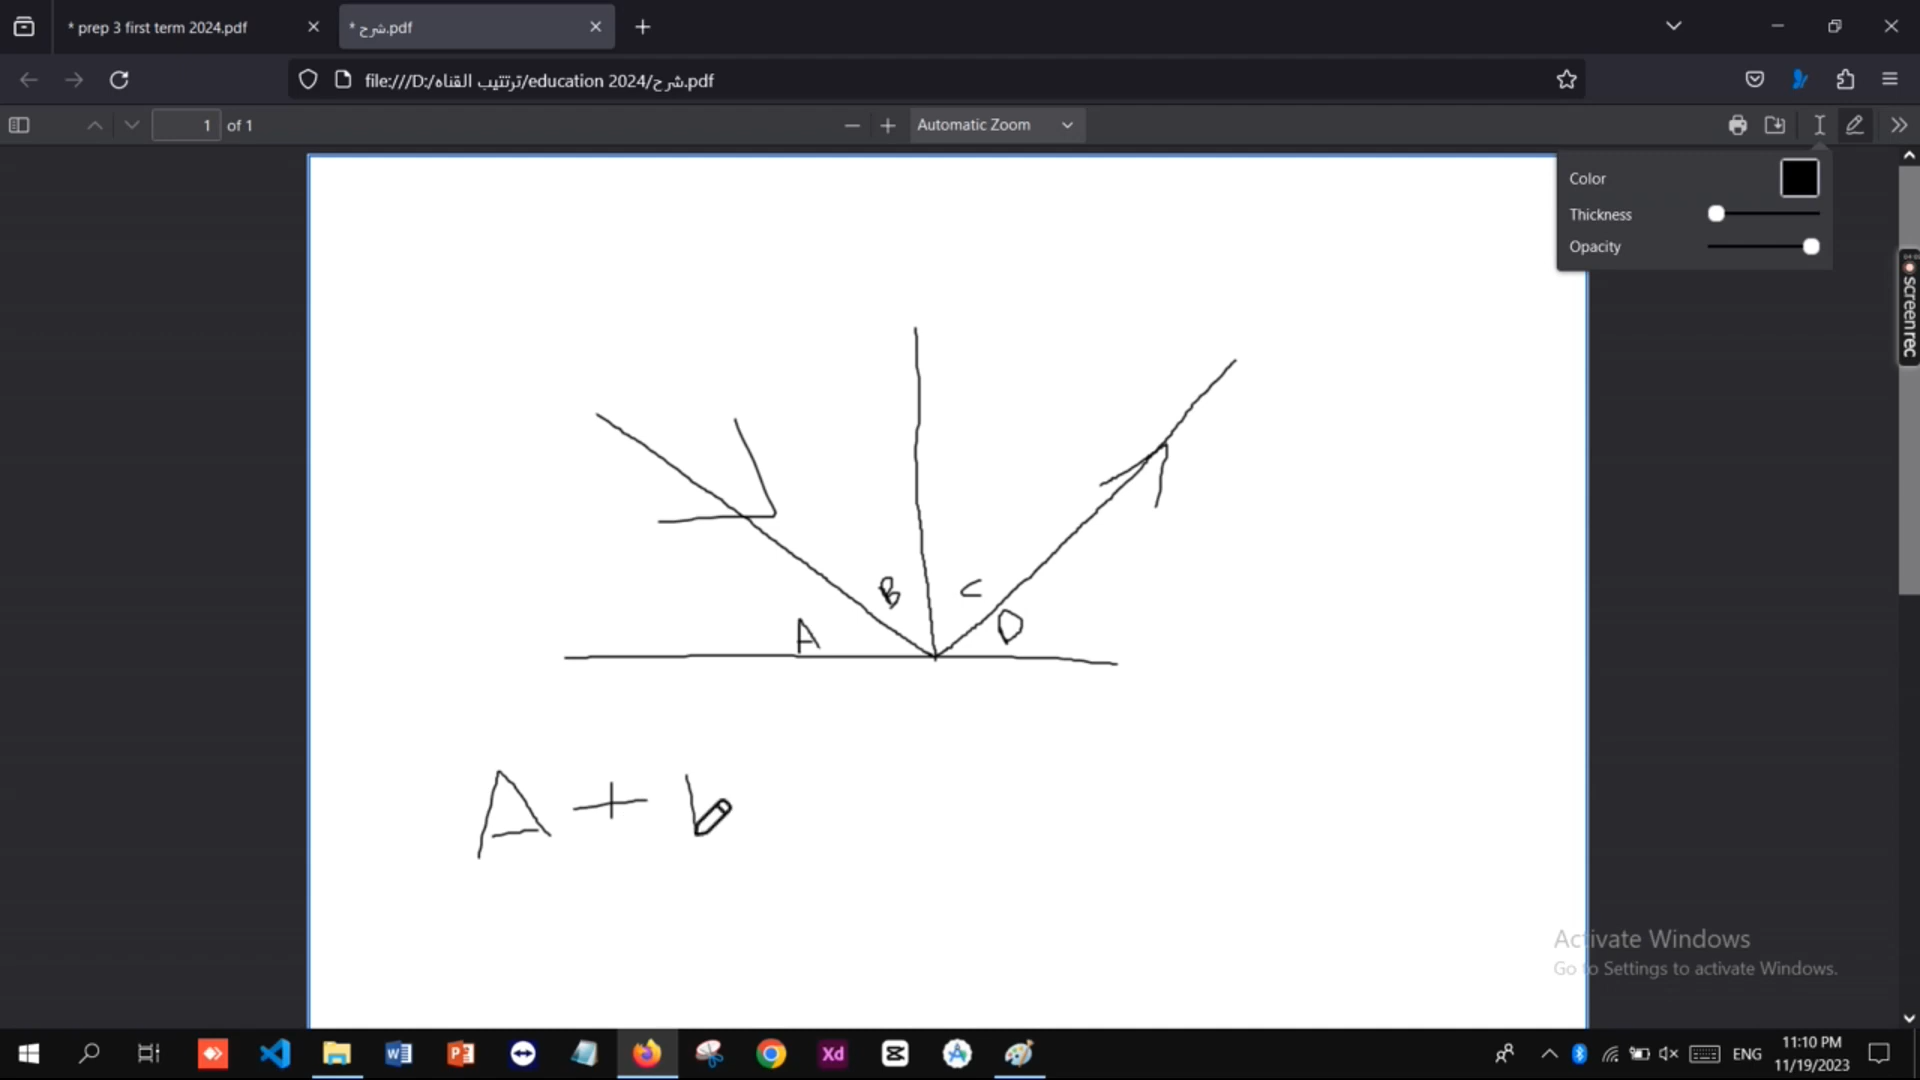 * prep 3 first term 2024.pdf
* شرح.pdf
file:///D:/ترتتيب القناه/education 2024/شرح.pdf
1 of 1
Automatic Zoom
Color
Thickness
Opacity
screenrec
B C
A D
A + b
Activate Windows
Go to Settings to activate Windows.
W P Xd
ENG
11:10 PM
11/19/2023